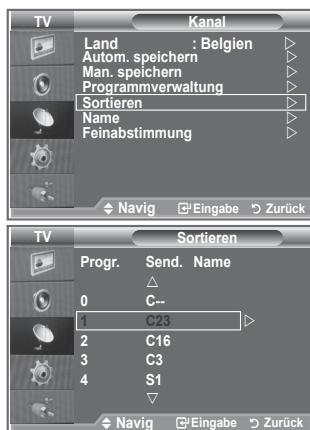 TV Kanal
Land : Belgien
Autom. speichern
Man. speichern
Programmverwaltung
Sortieren
Name
Feinabstimmung
Navig Eingabe Zurück
TV Sortieren
Progr. Send. Name
0 C--
1 C23
2 C16
3 C3
4 S1
Navig Eingabe Zurück